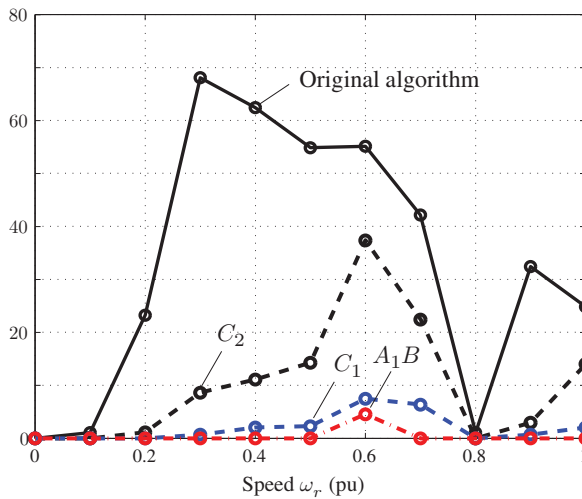 80
Original algorithm
60
40
20
C₂
C₁
A₁B
0
0 0.2 0.4 0.6 0.8 1
Speed ωᵣ (pu)